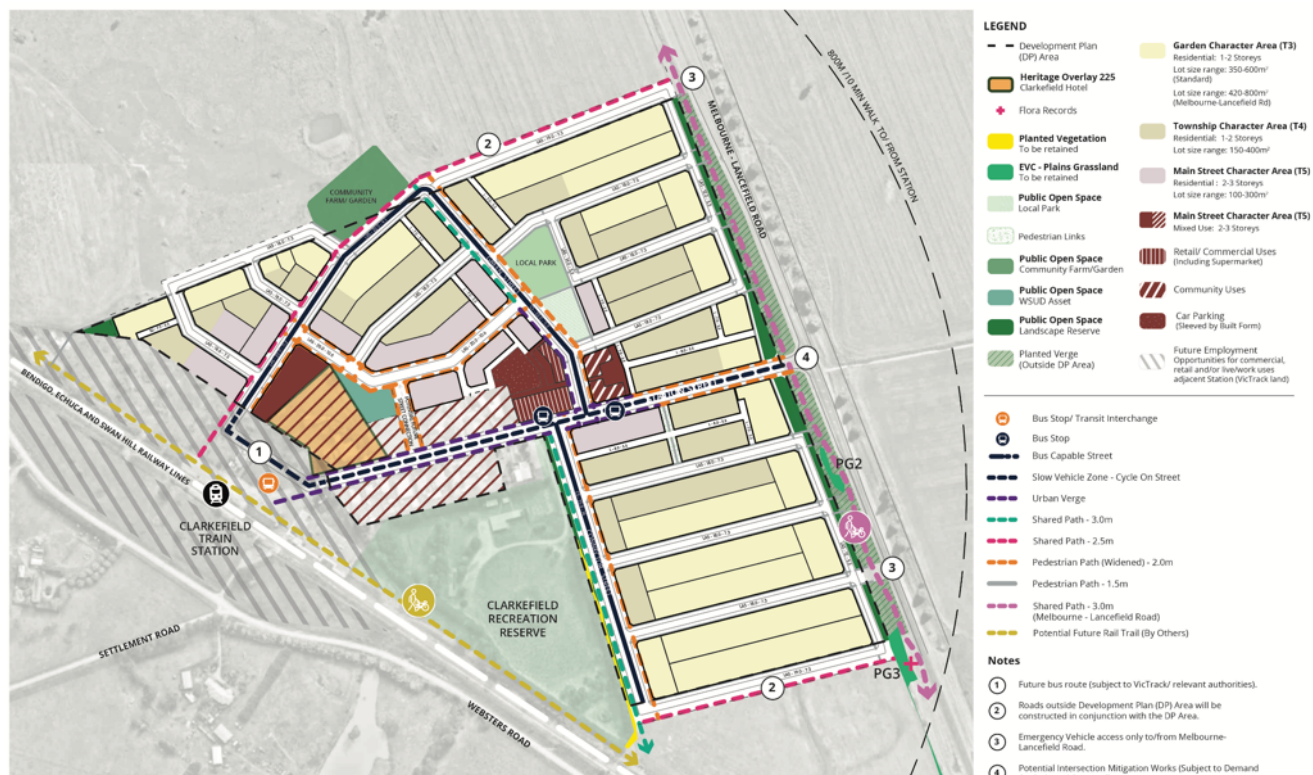 COMMUNITY
FARM/ GARDEN
LOCAL PARK
MELBOURNE - LANCEFIELD ROAD
800M /10 MIN WALK TO/ FROM STATION
STATION STREET
BENDIGO, ECHUCA AND SWAN HILL RAILWAY LINES
CLARKEFIELD
TRAIN
STATION
SETTLEMENT ROAD
WEBSTERS ROAD
CLARKEFIELD
RECREATION
RESERVE
PG2
PG3
1
2
2
3
3
4
LEGEND
Development Plan
(DP) Area
Heritage Overlay 225
Clarkefield Hotel
Flora Records
Planted Vegetation
To be retained
EVC - Plains Grassland
To be retained
Public Open Space
Local Park
Pedestrian Links
Public Open Space
Community Farm/Garden
Public Open Space
WSUD Asset
Public Open Space
Landscape Reserve
Planted Verge
(Outside DP Area)
Garden Character Area (T3)
Residential: 1-2 Storeys
Lot size range: 350-600m²
(Standard)
Lot size range: 420-800m²
(Melbourne-Lancefield Rd)
Township Character Area (T4)
Residential: 1-2 Storeys
Lot size range: 150-400m²
Main Street Character Area (T5)
Residential : 2-3 Storeys
Lot size range: 100-300m²
Main Street Character Area (T5)
Mixed Use: 2-3 Storeys
Retail/ Commercial Uses
(Including Supermarket)
Community Uses
Car Parking
(Sleeved by Built Form)
Future Employment
Opportunities for commercial,
retail and/or live/work uses
adjacent Station (VicTrack land)
Bus Stop/ Transit Interchange
Bus Stop
Bus Capable Street
Slow Vehicle Zone - Cycle On Street
Urban Verge
Shared Path - 3.0m
Shared Path - 2.5m
Pedestrian Path (Widened) - 2.0m
Pedestrian Path - 1.5m
Shared Path - 3.0m
(Melbourne - Lancefield Road)
Potential Future Rail Trail (By Others)
Notes
1 Future bus route (subject to VicTrack/ relevant authorities).
2 Roads outside Development Plan (DP) Area will be
constructed in conjunction with the DP Area.
3 Emergency Vehicle access only to/from Melbourne-
Lancefield Road.
4 Potential Intersection Mitigation Works (Subject to Demand